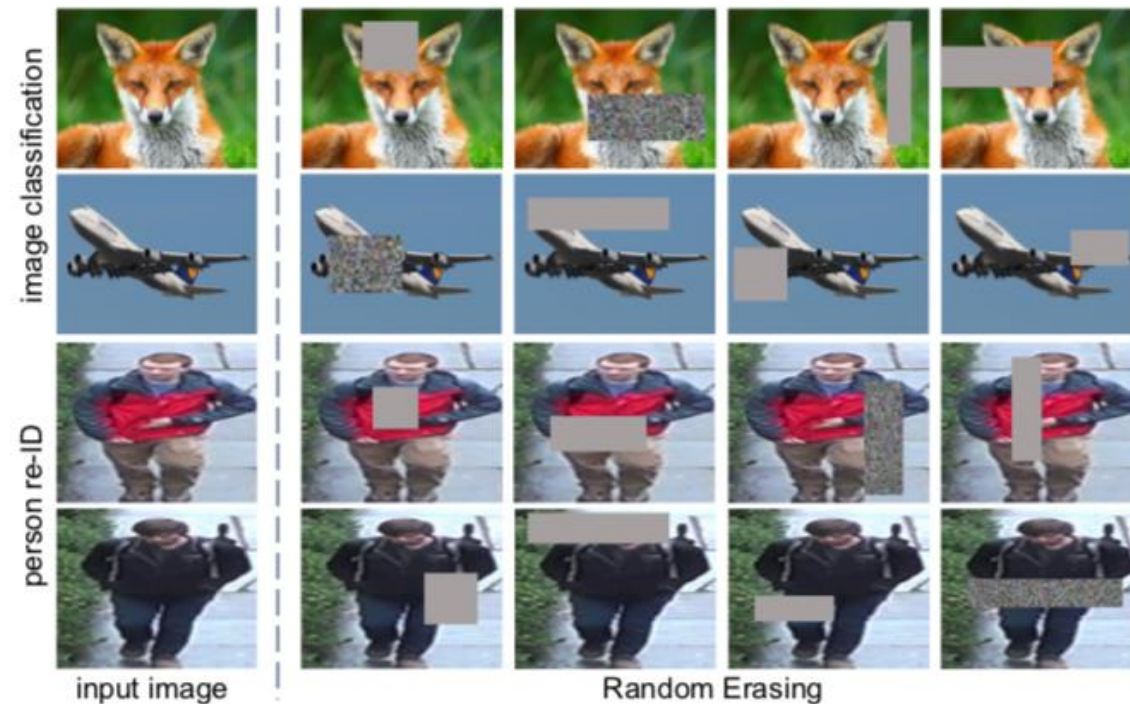 image classification
person re-ID
input image
Random Erasing